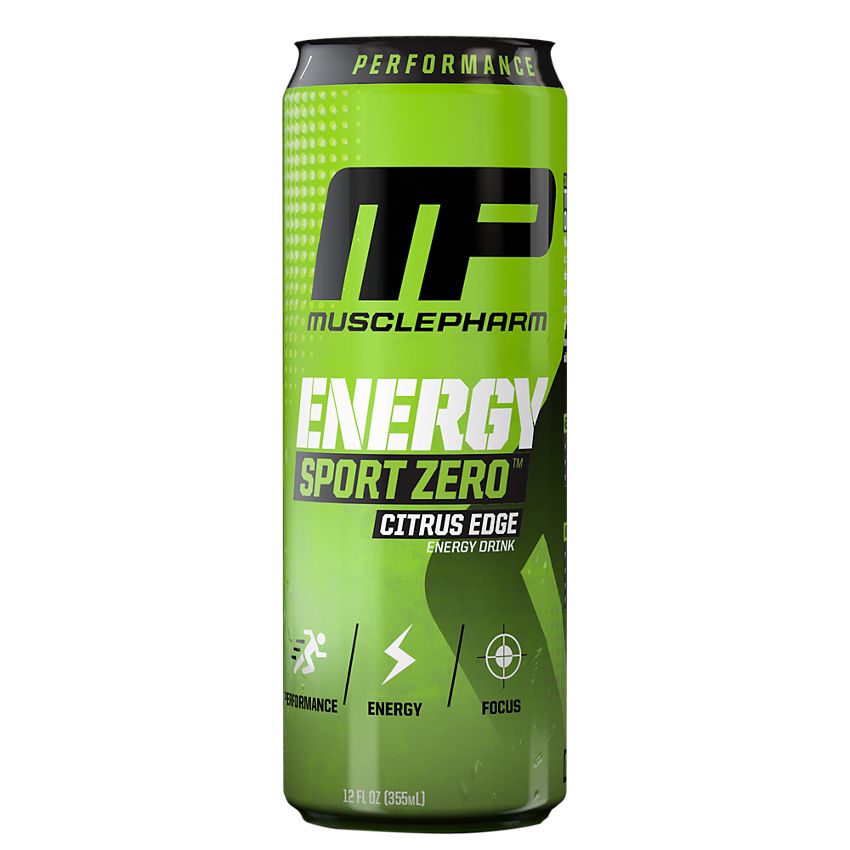 / PERFORMANCE
MP
MUSCLEPHARM
ENERGY
SPORT ZERO™
CITRUS EDGE
ENERGY DRINK
PERFORMANCE / ENERGY / FOCUS
12 FL OZ (355mL)